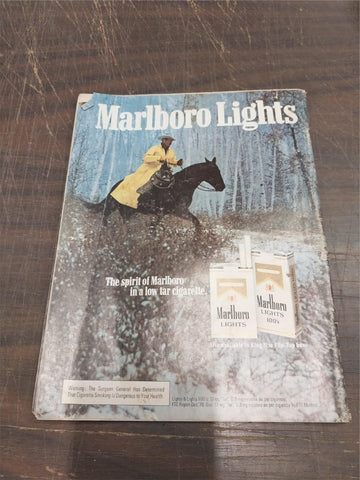 Marlboro Lights
The spirit of Marlboro
in a low tar cigarette.
Marlboro
LIGHTS
Marlboro
LIGHTS
100's
Warning: The Surgeon General Has Determined
That Cigarette Smoking Is Dangerous to Your Health.